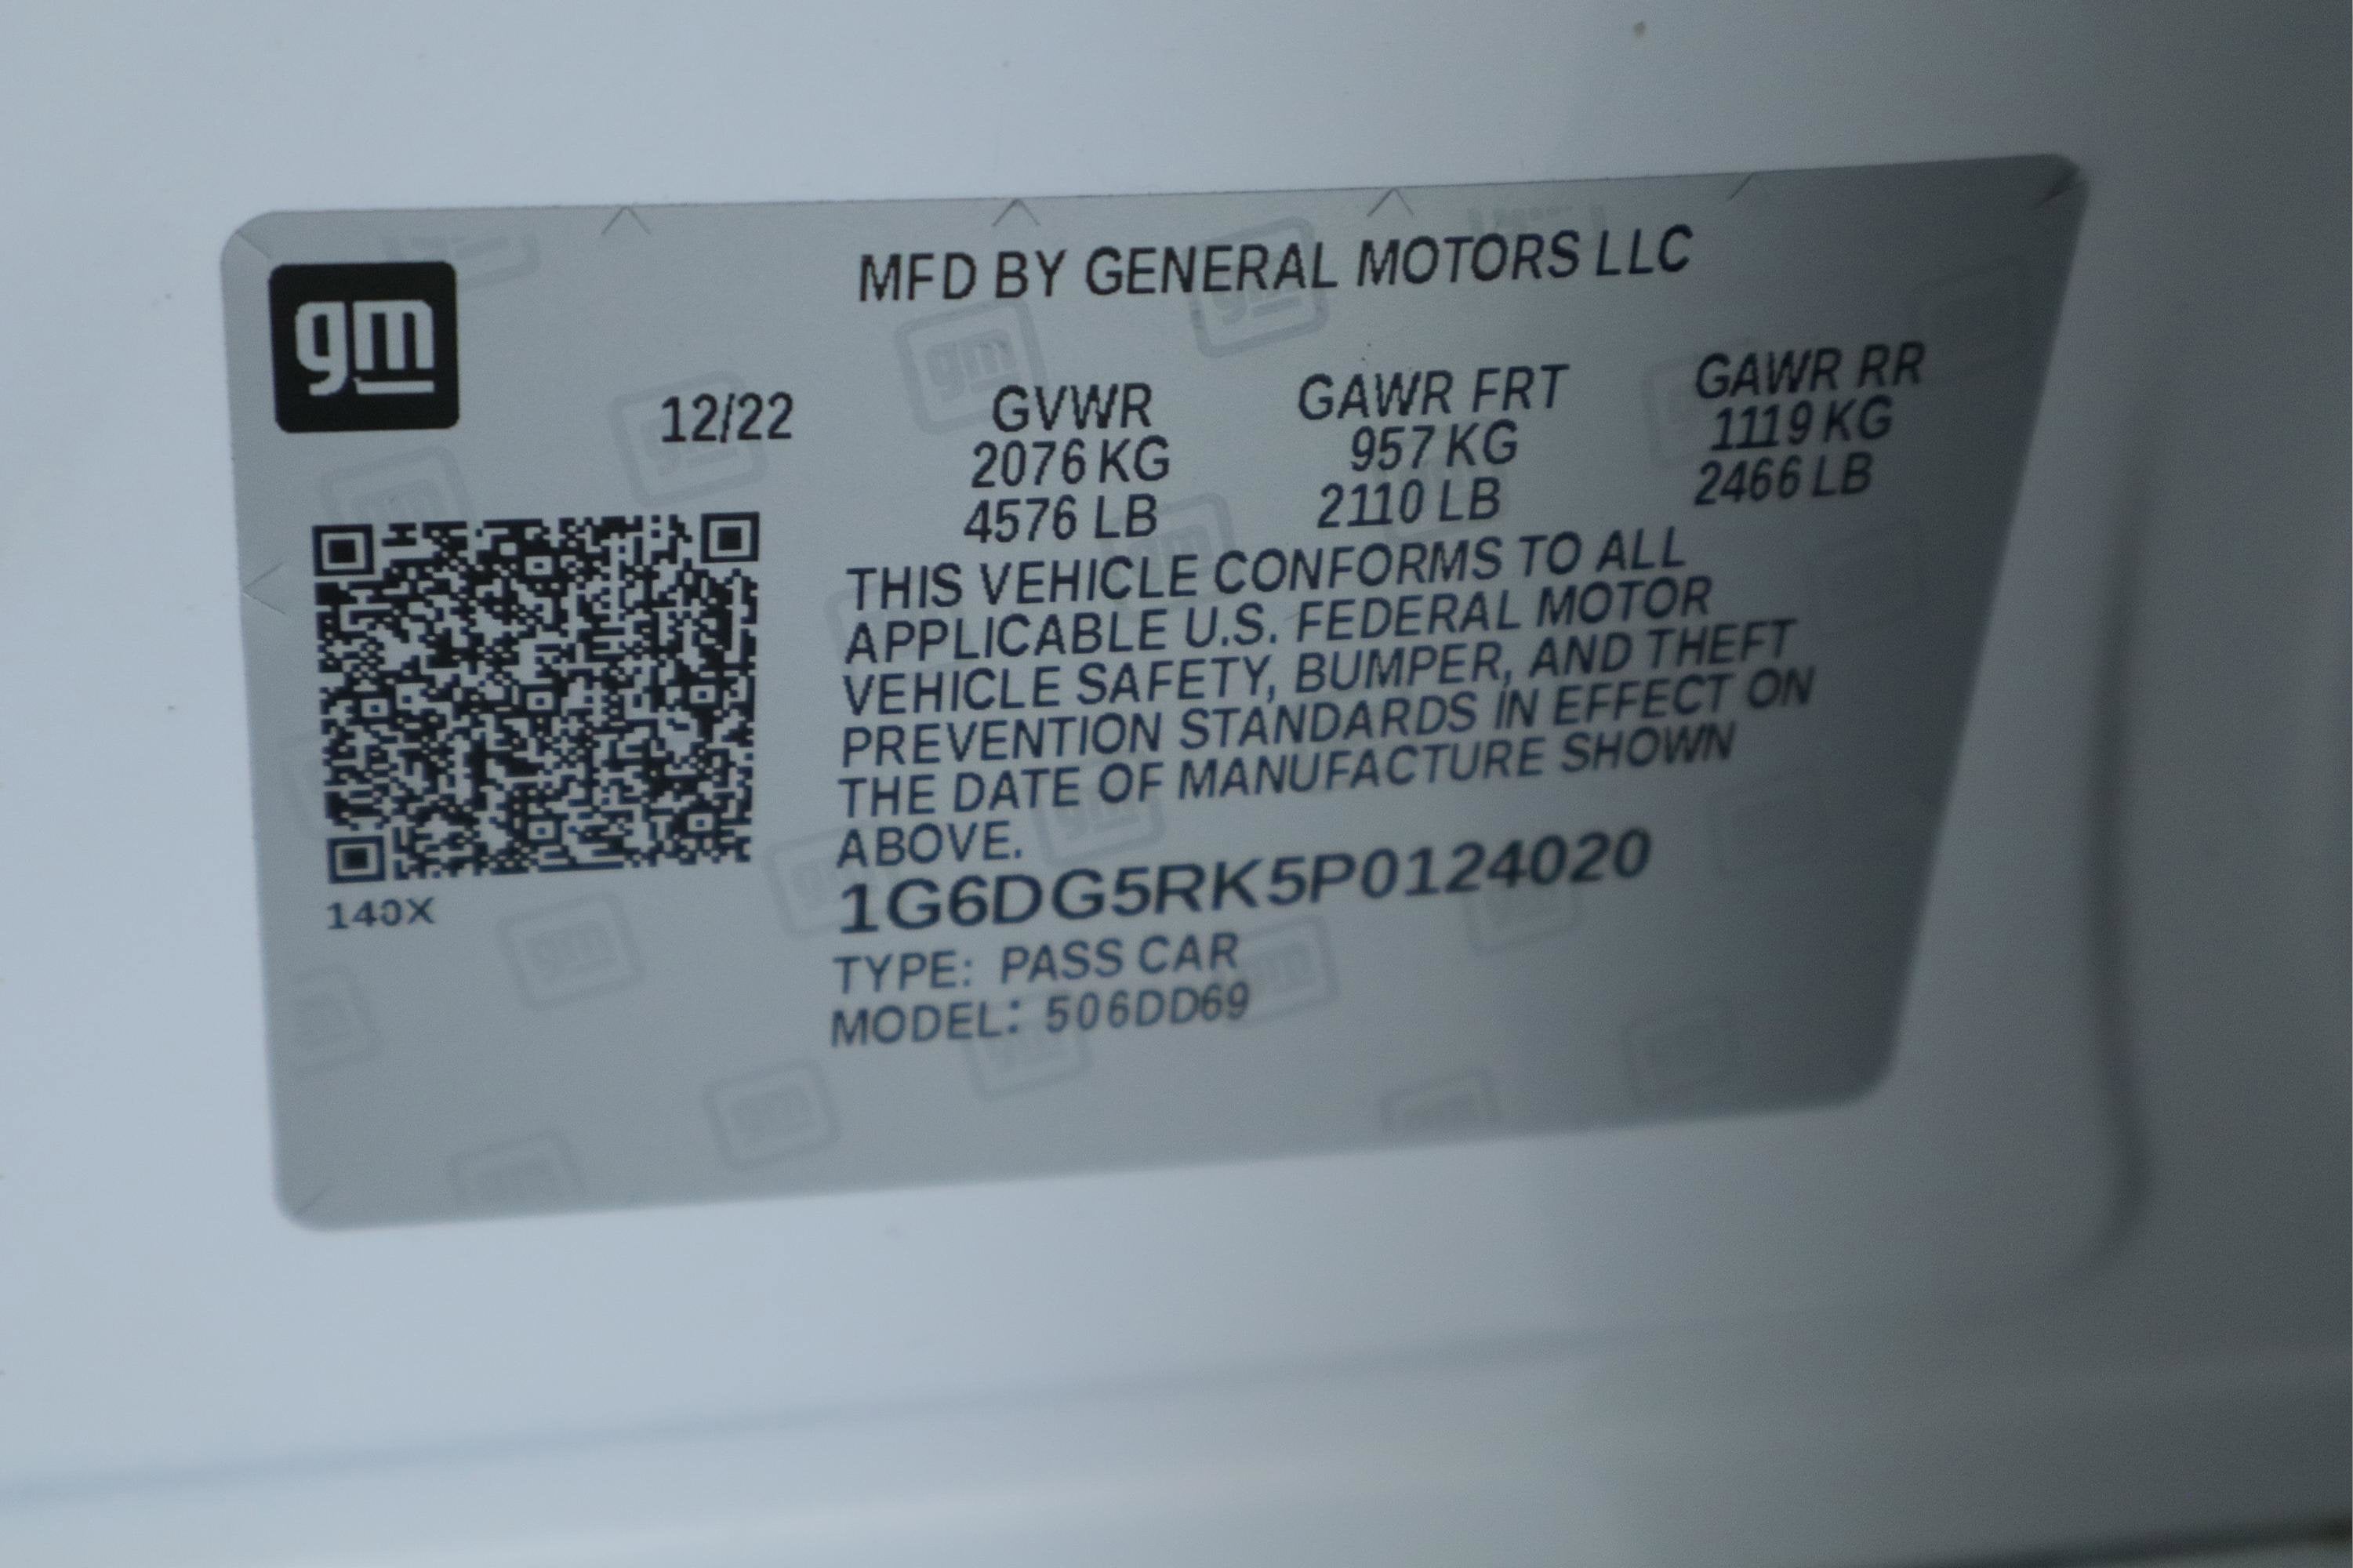 gm
MFD BY GENERAL MOTORS LLC
12/22 GVWR GAWR FRT GAWR RR
2076 KG 957 KG 1119 KG
4576 LB 2110 LB 2466 LB
THIS VEHICLE CONFORMS TO ALL
APPLICABLE U.S. FEDERAL MOTOR
VEHICLE SAFETY, BUMPER, AND THEFT
PREVENTION STANDARDS IN EFFECT ON
THE DATE OF MANUFACTURE SHOWN
ABOVE.
1G6DG5RK5P0124020
140X
TYPE: PASS CAR
MODEL: 506DD69